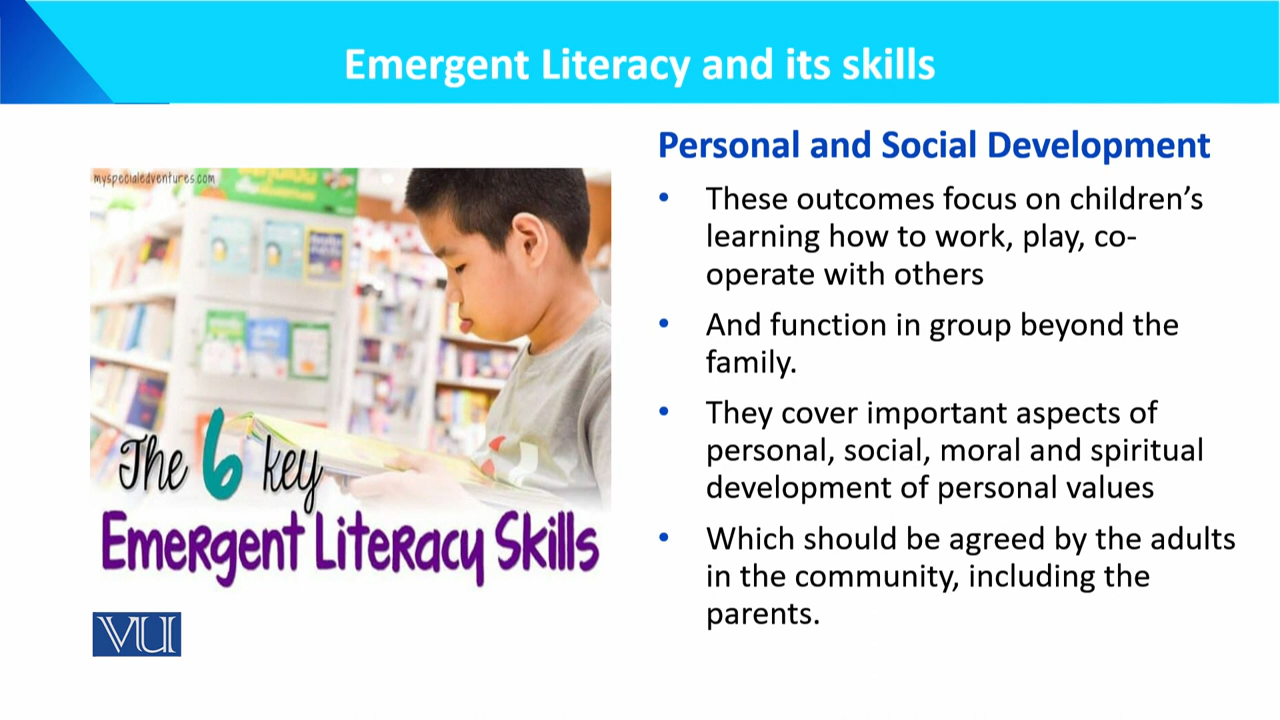 Emergent Literacy and its skills
Personal and Social Development
myspecialedventures.com
• These outcomes focus on children’s
learning how to work, play, co-
operate with others
• And function in group beyond the
family.
• They cover important aspects of
personal, social, moral and spiritual
development of personal values
• Which should be agreed by the adults
in the community, including the
parents.
The 6 key
Emergent Literacy Skills
VU